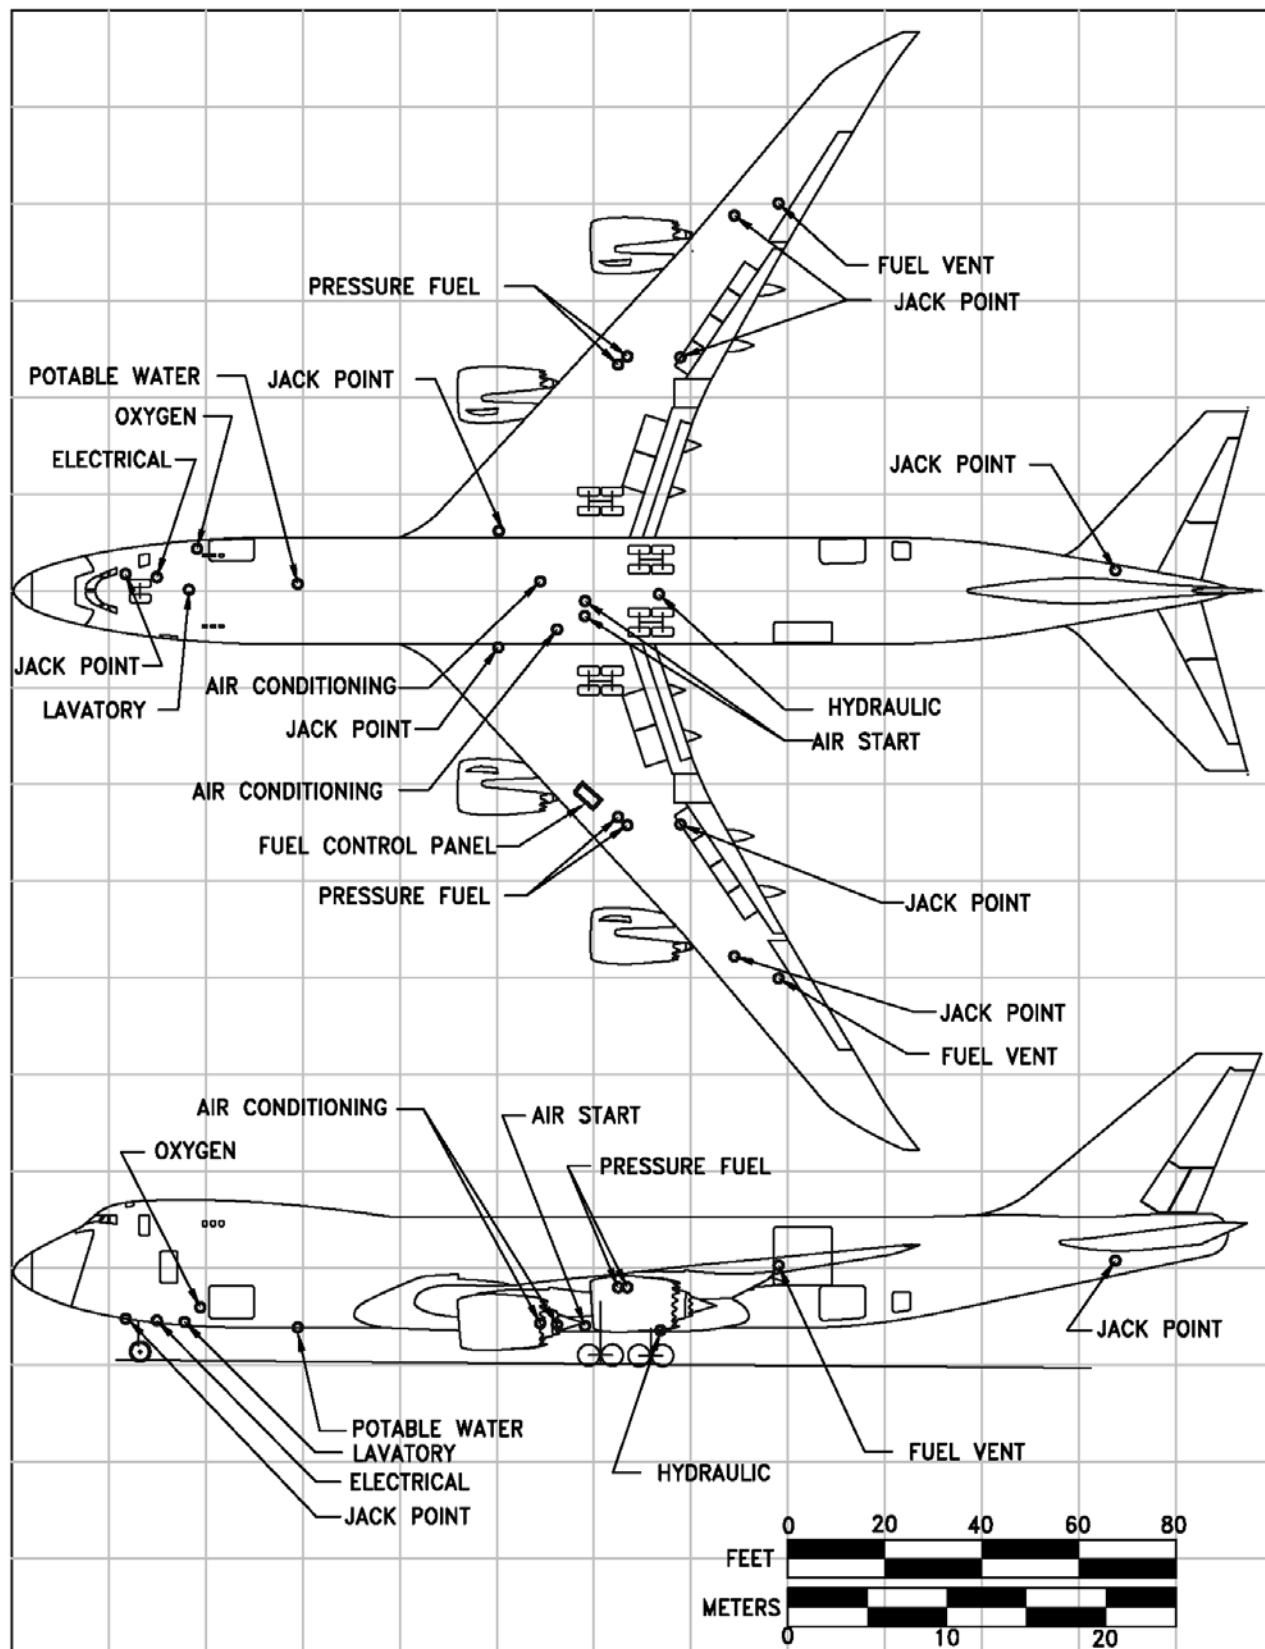 FUEL VENT
PRESSURE FUEL
JACK POINT
POTABLE WATER
JACK POINT
OXYGEN
ELECTRICAL
JACK POINT
JACK POINT
AIR CONDITIONING
LAVATORY
HYDRAULIC
JACK POINT
AIR START
AIR CONDITIONING
FUEL CONTROL PANEL
PRESSURE FUEL
JACK POINT
JACK POINT
FUEL VENT
AIR CONDITIONING
AIR START
OXYGEN
PRESSURE FUEL
JACK POINT
POTABLE WATER
LAVATORY
FUEL VENT
HYDRAULIC
ELECTRICAL
JACK POINT
0 20 40 60 80
FEET
METERS
0 10 20